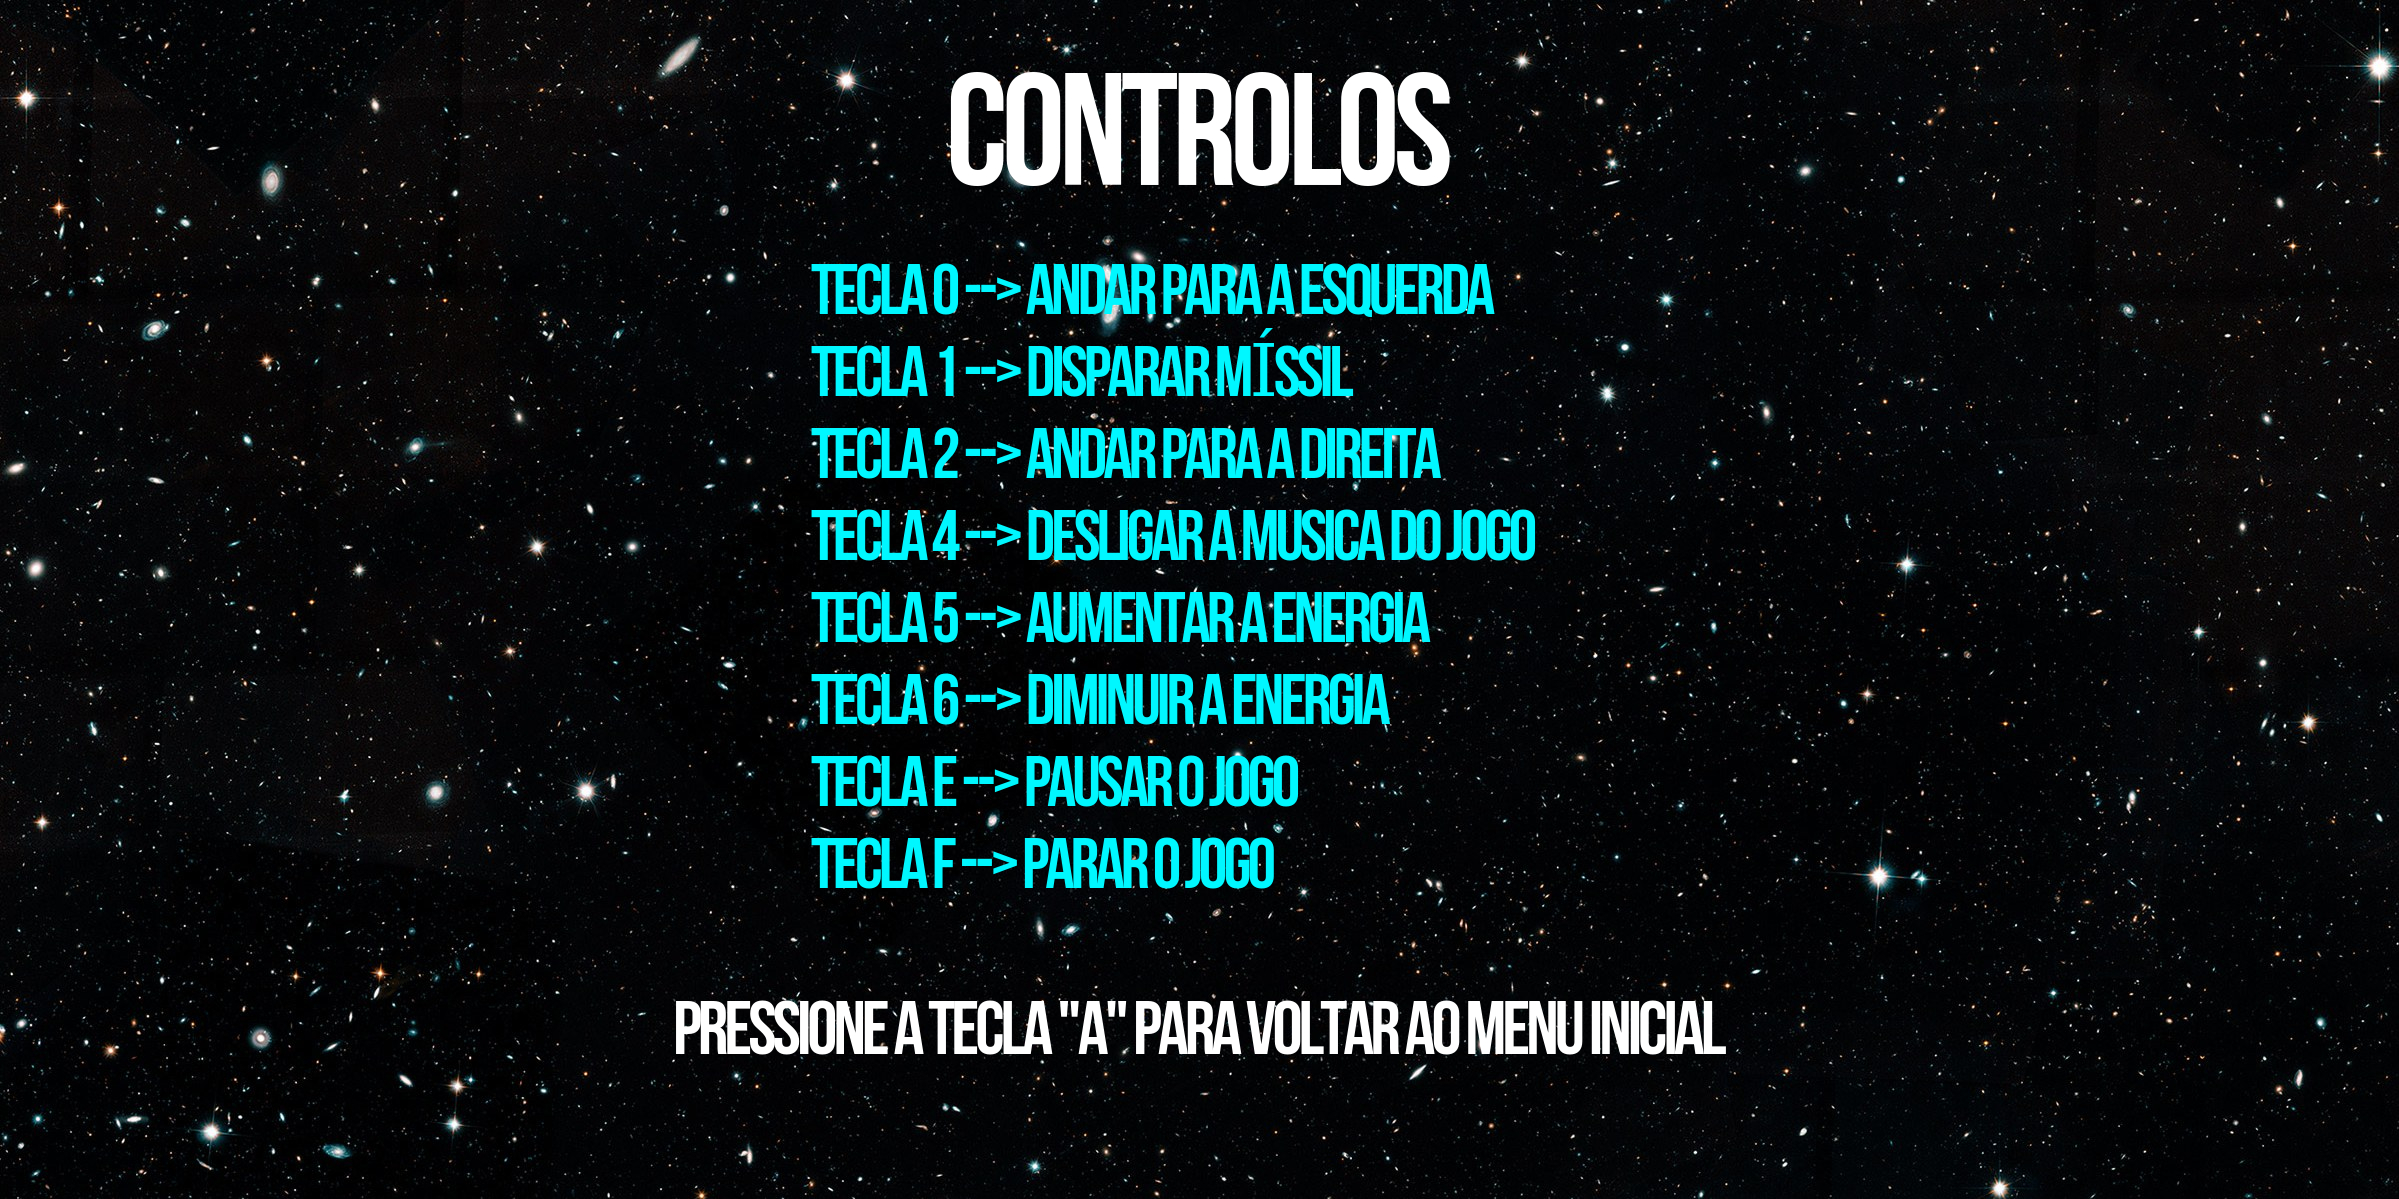 CONTROLOS
TECLA 0 --> ANDAR PARA A ESQUERDA
TECLA 1 --> DISPARAR MÍSSIL
TECLA 2 --> ANDAR PARA A DIREITA
TECLA 4 --> DESLIGAR A MUSICA DO JOGO
TECLA 5 --> AUMENTAR A ENERGIA
TECLA 6 --> DIMINUIR A ENERGIA
TECLA E --> PAUSAR O JOGO
TECLA F --> PARAR O JOGO
PRESSIONE A TECLA "A" PARA VOLTAR AO MENU INICIAL